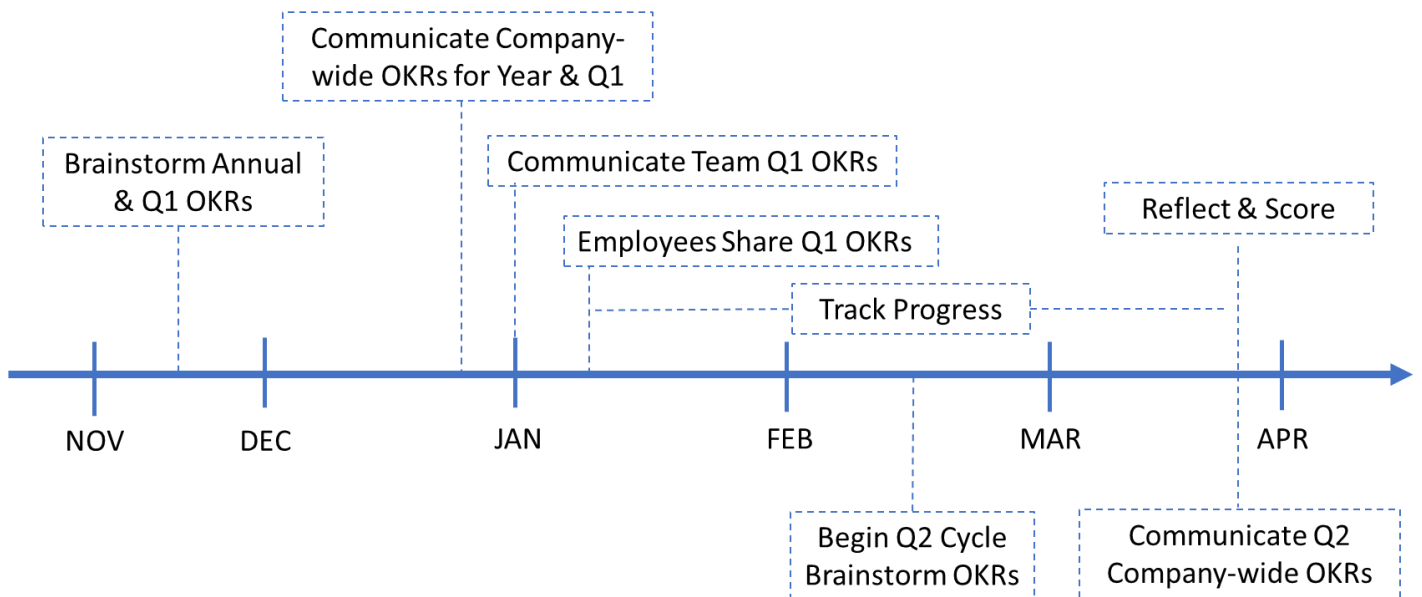 Communicate Company-
wide OKRs for Year & Q1
Brainstorm Annual
& Q1 OKRs
Communicate Team Q1 OKRs
Reflect & Score
Employees Share Q1 OKRs
Track Progress
NOV
DEC
JAN
FEB
MAR
APR
Begin Q2 Cycle
Brainstorm OKRs
Communicate Q2
Company-wide OKRs